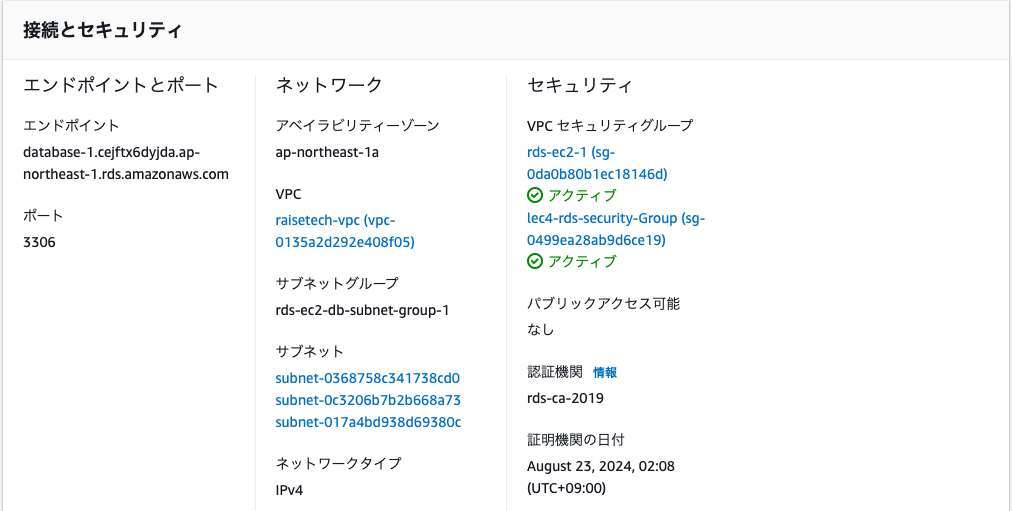 接続とセキュリティ
エンドポイントとポート
エンドポイント
database-1.cejftx6dyjda.ap-
northeast-1.rds.amazonaws.com
ポート
3306
ネットワーク
アベイラビリティーゾーン
ap-northeast-1a
VPC
raisetech-vpc (vpc-
0135a2d292e408f05)
サブネットグループ
rds-ec2-db-subnet-group-1
サブネット
subnet-0368758c341738cd0
subnet-0c3206b7b2b668a73
subnet-017a4bd938d69380c
ネットワークタイプ
IPv4
セキュリティ
VPC セキュリティグループ
rds-ec2-1 (sg-
0da0b80b1ec18146d)
アクティブ
lec4-rds-security-Group (sg-
0499ea28ab9d6ce19)
アクティブ
パブリックアクセス可能
なし
認証機関 情報
rds-ca-2019
証明機関の日付
August 23, 2024, 02:08
(UTC+09:00)